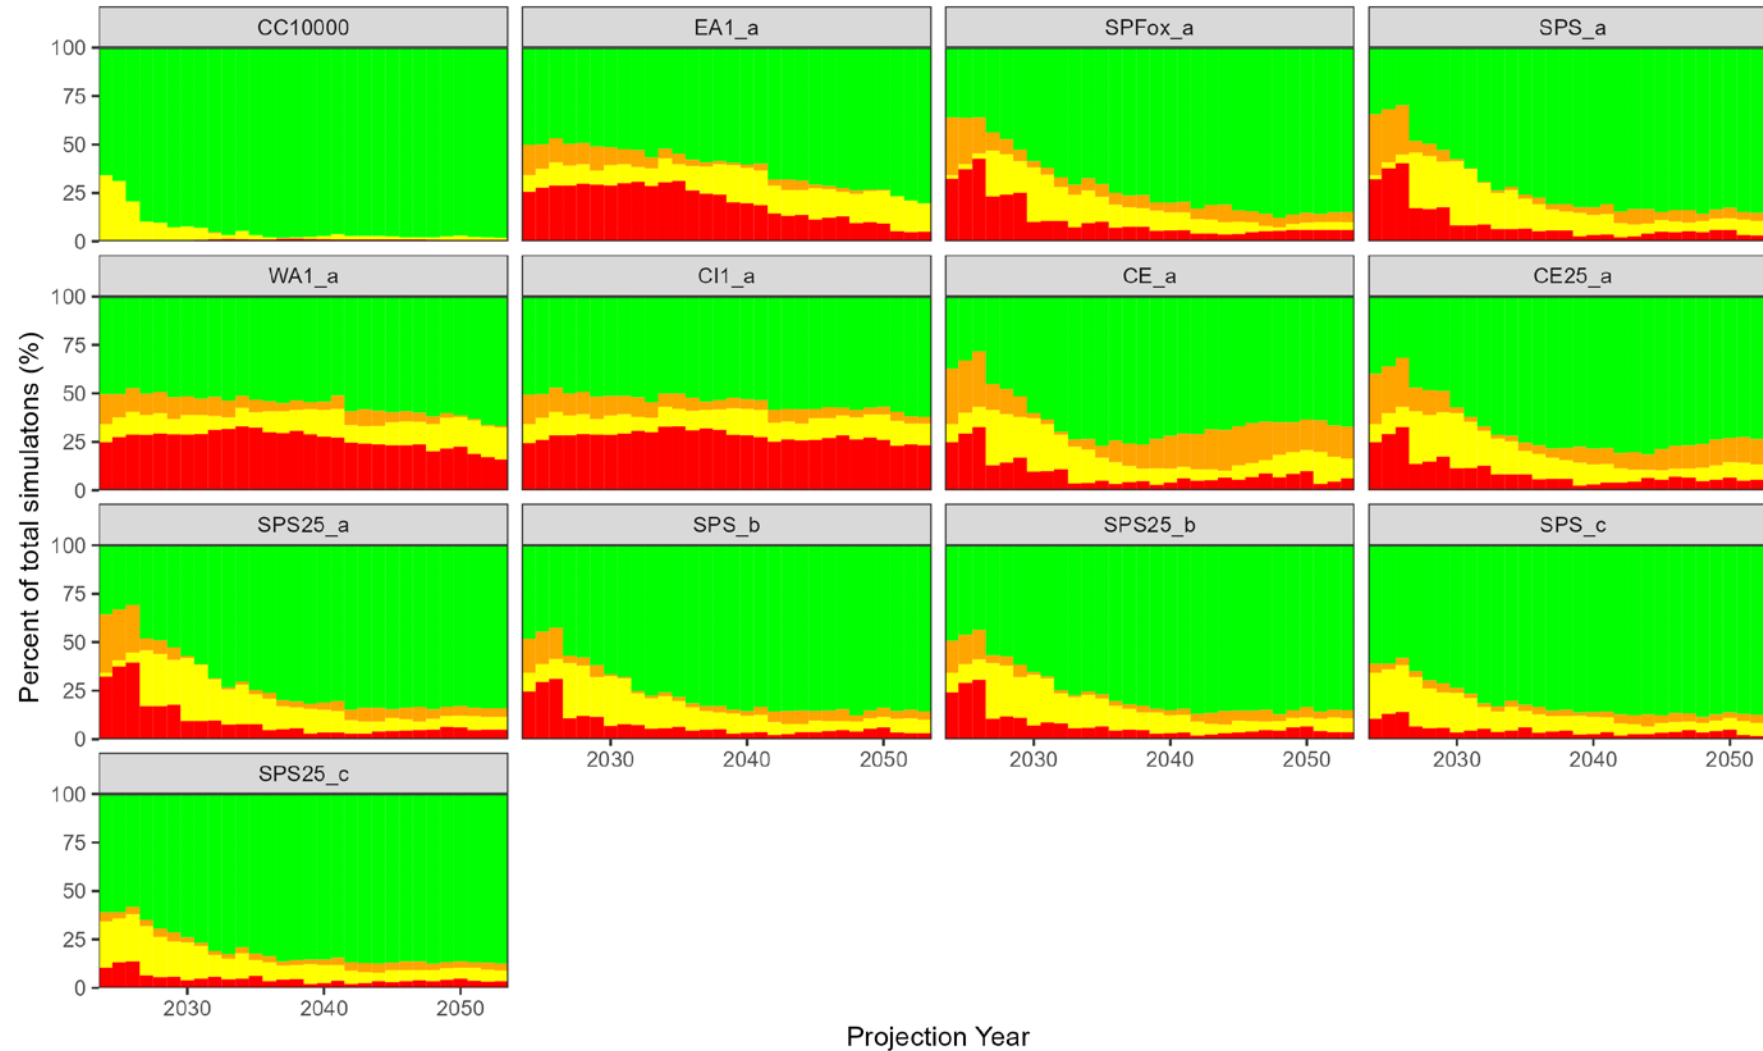 CC10000 EA1_a SPFox_a SPS_a
100
75
50
25
0
WA1_a CI1_a CE_a CE25_a
100
75
50
25
0
SPS25_a SPS_b SPS25_b SPS_c
100
75
50
25
0
2030 2040 2050 2030 2040 2050 2030 2040 2050
SPS25_c
100
75
50
25
0
2030 2040 2050
Percent of total simulatons (%)
Projection Year